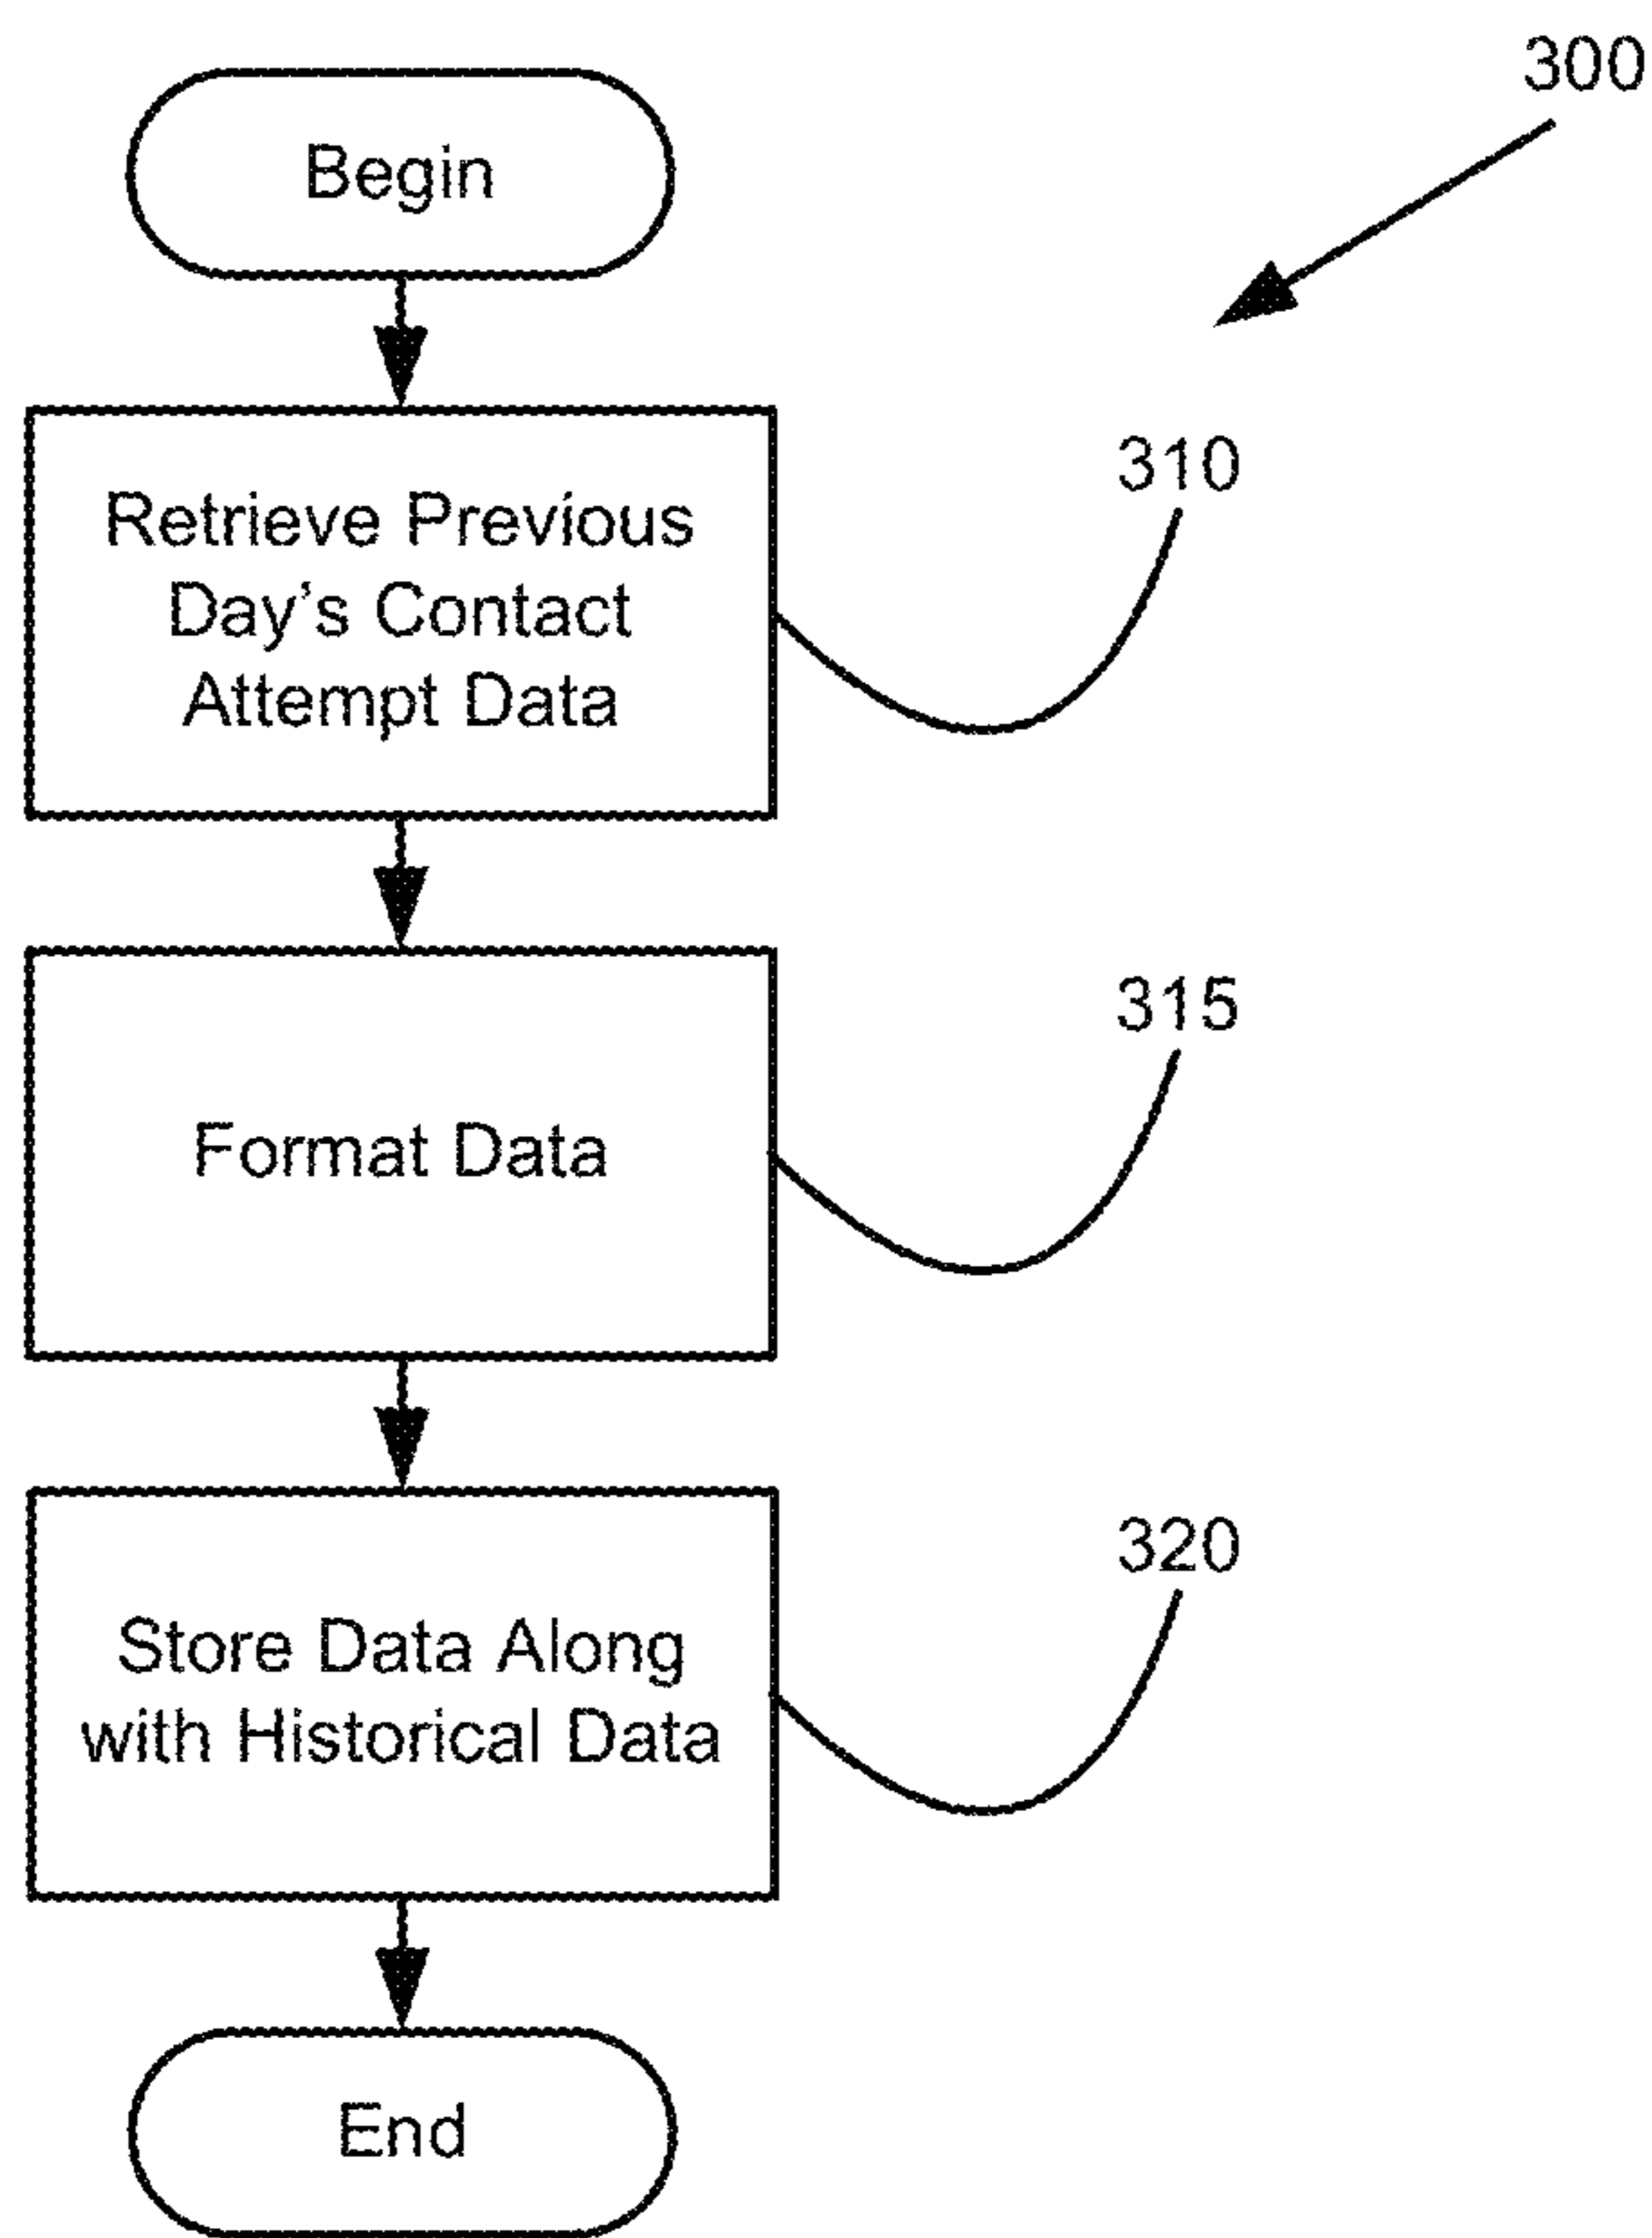 300
Begin
310
Retrieve Previous
Day's Contact
Attempt Data
315
Format Data
320
Store Data Along
with Historical Data
End